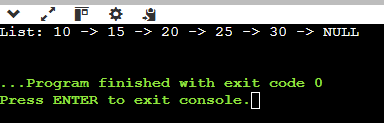 List: 10 -> 15 -> 20 -> 25 -> 30 -> NULL
...Program finished with exit code 0
Press ENTER to exit console.